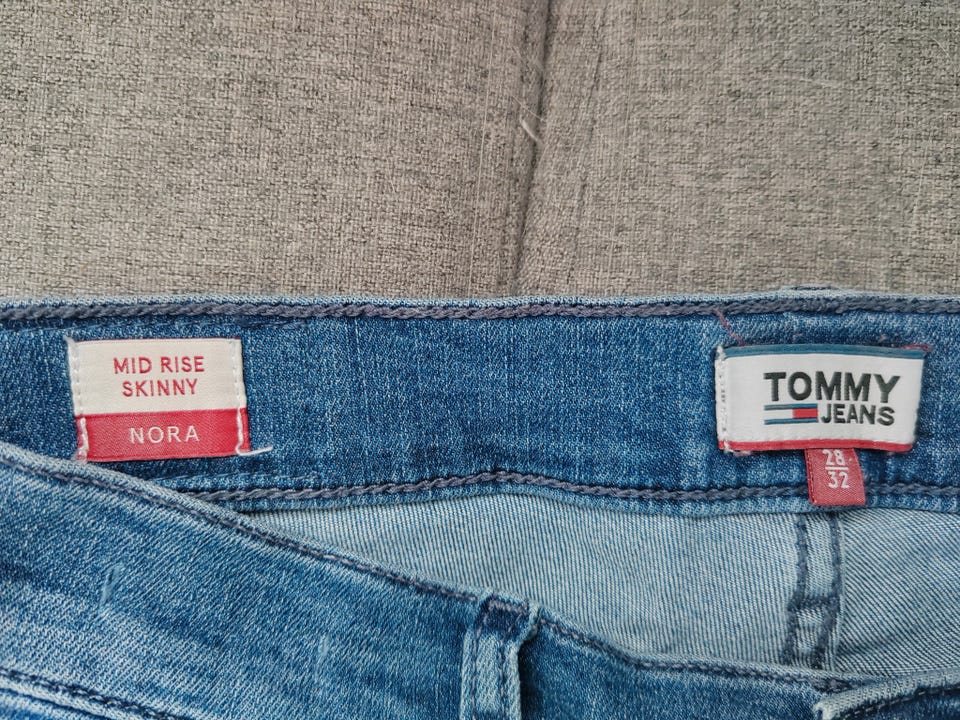 MID RISE
SKINNY
NORA
TOMMY
JEANS
28
32